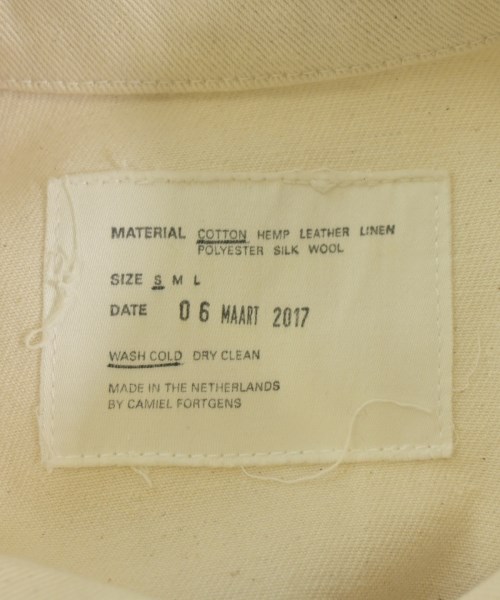 MATERIAL COTTON HEMP LEATHER LINEN
POLYESTER SILK WOOL
SIZE S M L
DATE 06 MAART 2017
WASH COLD DRY CLEAN
MADE IN THE NETHERLANDS
BY CAMIEL FORTGENS